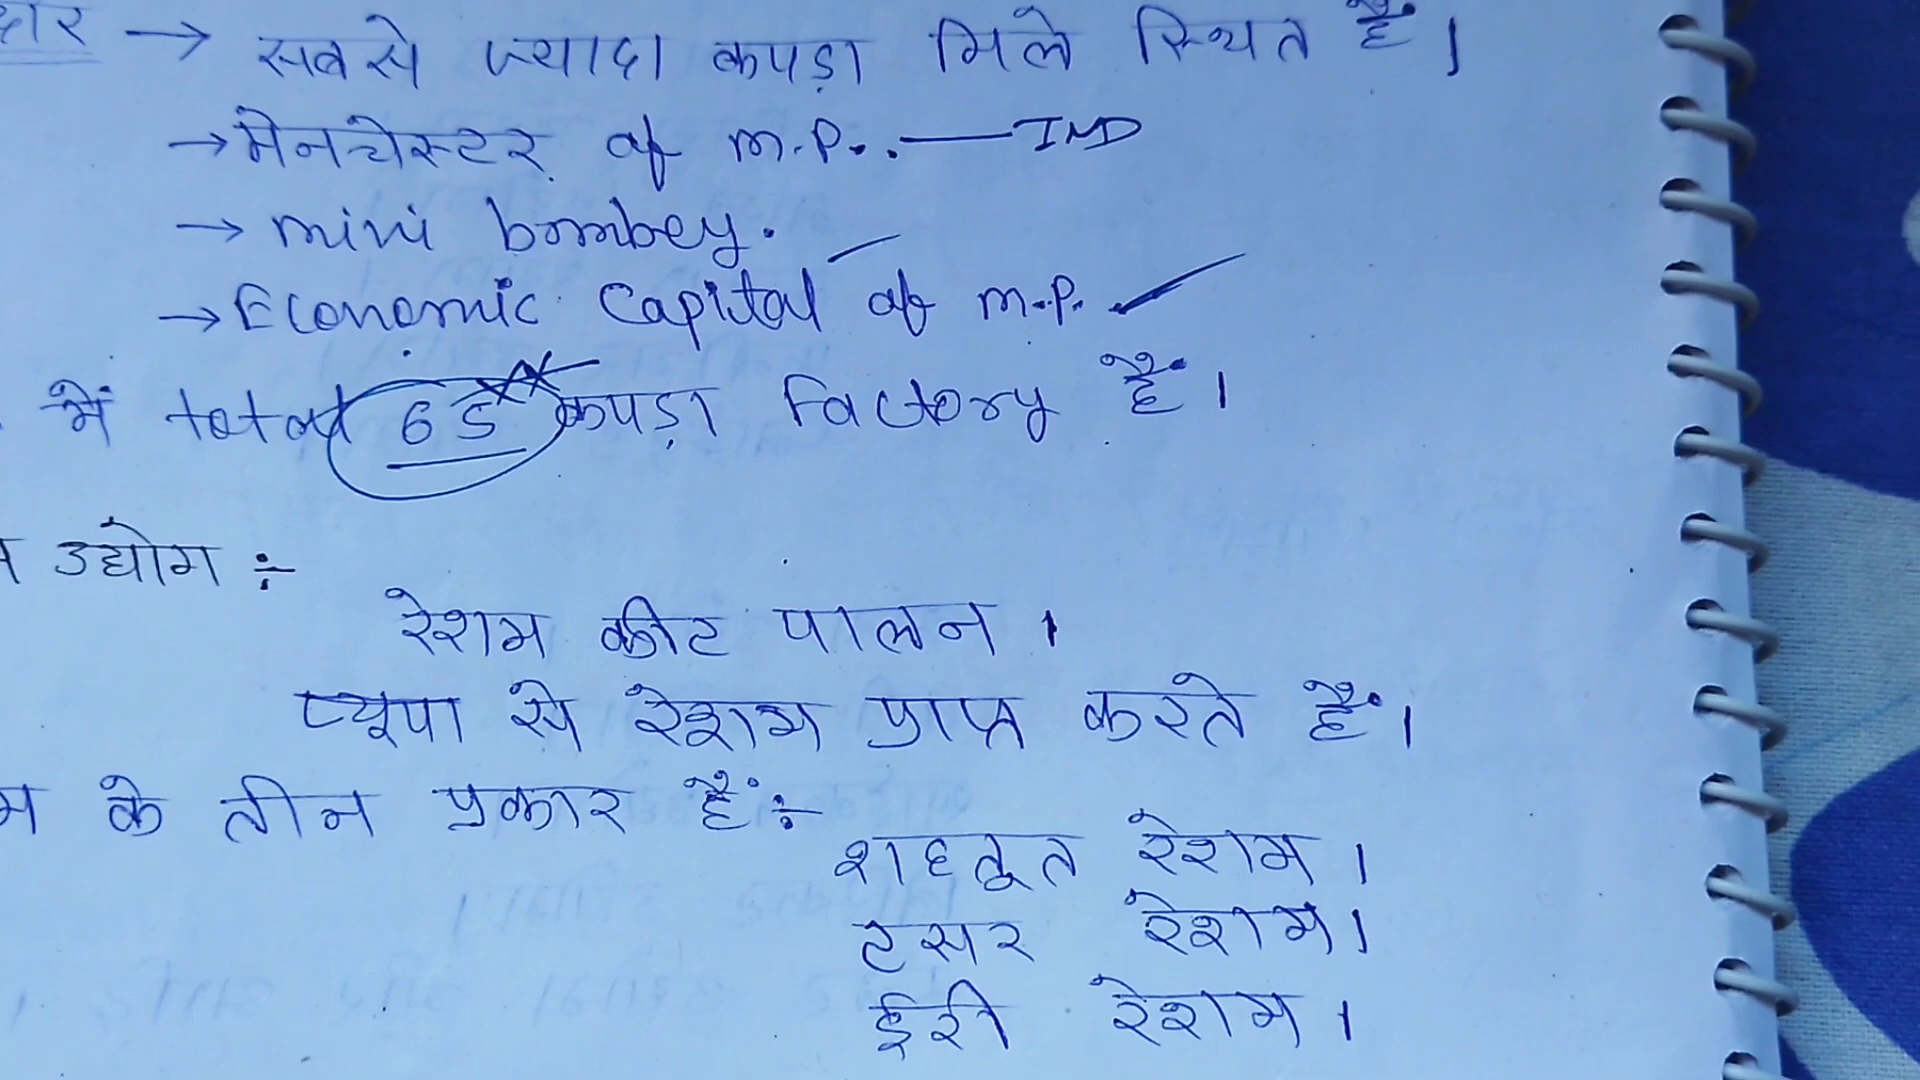 → सबसे ज्यादा कपड़ा मिले स्थित हैं।
→ मेनचेस्टर of m.P.. — IND
→ mini bombey.
→ Economic Capital of m.p.
में total 65 कपड़ा Factory हैं।
उद्योग ÷
रेशम कीट पालन ।
प्यूपा से रेशम प्राप्त करते हैं।
के तीन प्रकार हैं ÷
शहतूत रेशम ।
टसर रेशम ।
ईरी रेशम ।